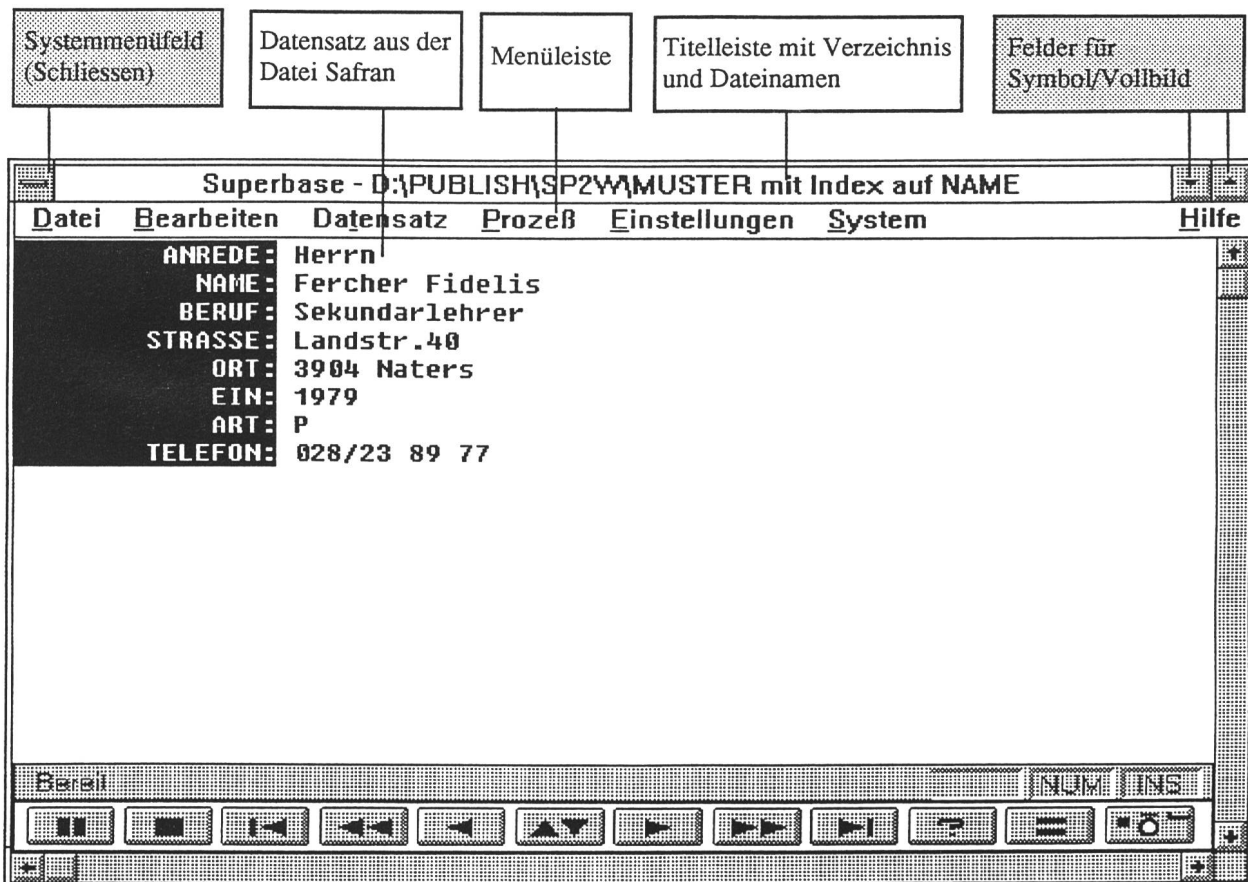 Systemmenüfeld
(Schliessen)
Datensatz aus der
Datei Safran
Menüleiste
Titelleiste mit Verzeichnis
und Dateinamen
Felder für
Symbol/Vollbild
Superbase - D:\PUBLISH\SP2W\MUSTER mit Index auf NAME
Datei Bearbeiten Datensatz Prozeß Einstellungen System Hilfe
ANREDE: Herrn
NAME: Fercher Fidelis
BERUF: Sekundarlehrer
STRASSE: Landstr.40
ORT: 3904 Naters
EIN: 1979
ART: P
TELEFON: 028/23 89 77
Bereit NUM INS
?